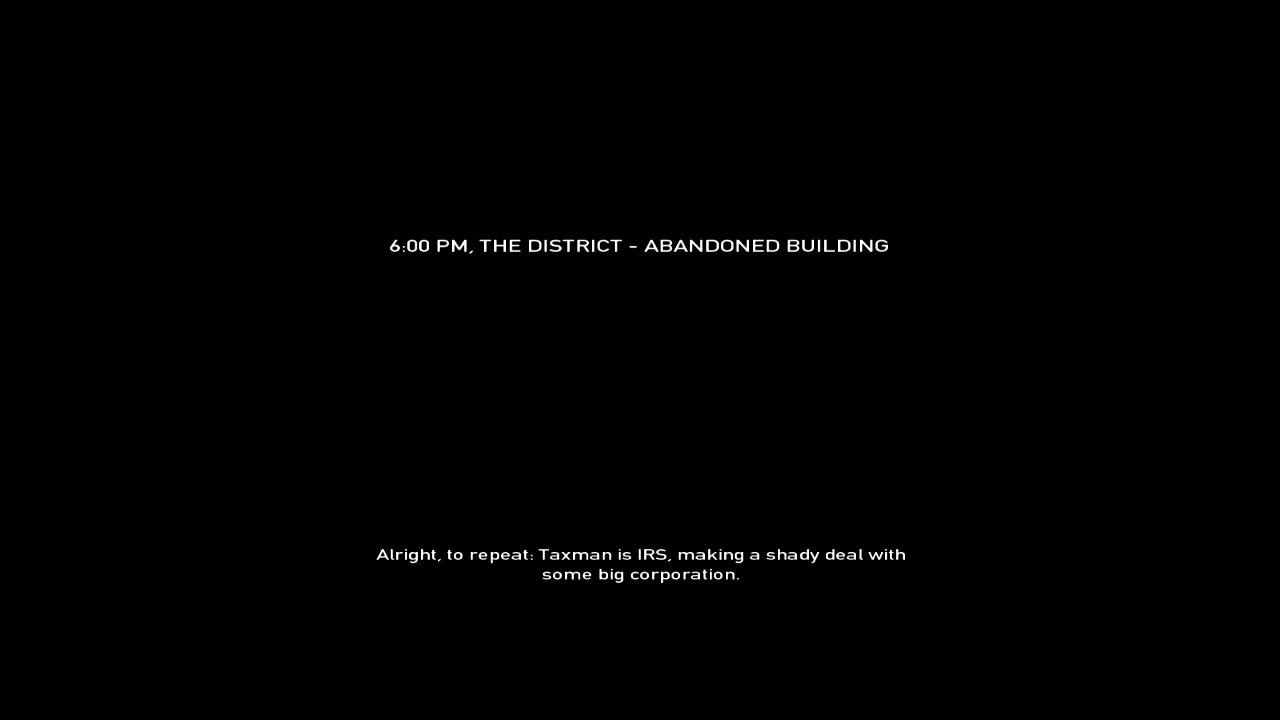 6:00 PM, THE DISTRICT - ABANDONED BUILDING
Alright, to repeat: Taxman is IRS, making a shady deal with
some big corporation.